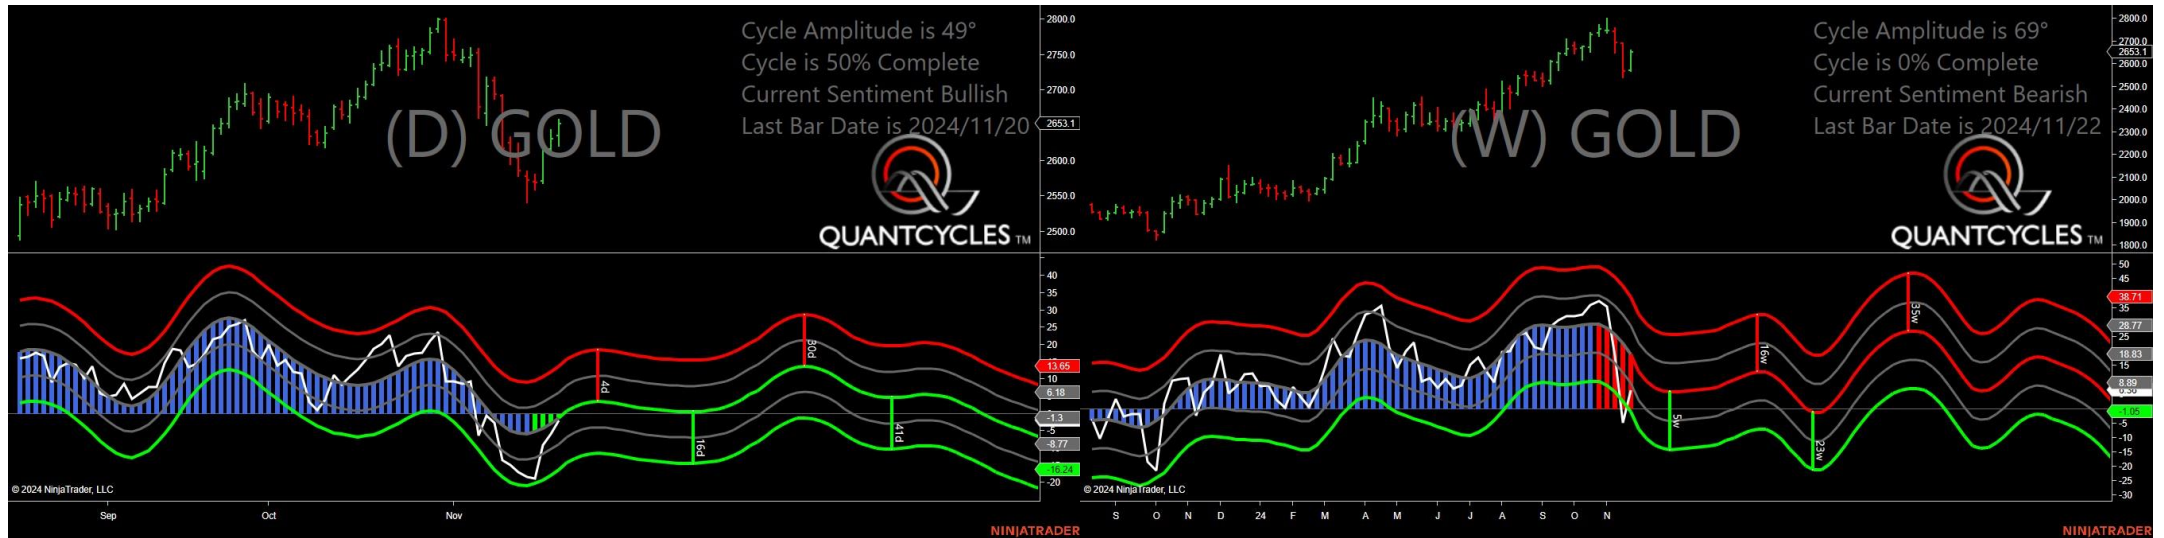 Cycle Amplitude is 49°
Cycle is 50% Complete
Current Sentiment Bullish
Last Bar Date is 2024/11/20
(D) GOLD
QUANTCYCLES TM
2800.0
2750.0
2700.0
2653.1
2600.0
2550.0
2500.0
40
35
30
25
20
13.65
10
6.18
-1.3
-5
-8.77
-16.24
-20
4d
16d
30d
41d
© 2024 NinjaTrader, LLC
Sep
Oct
Nov
NINJATRADER
Cycle Amplitude is 69°
Cycle is 0% Complete
Current Sentiment Bearish
Last Bar Date is 2024/11/22
(W) GOLD
QUANTCYCLES TM
2800.0
2700.0
2653.1
2600.0
2500.0
2400.0
2300.0
2200.0
2100.0
2000.0
1900.0
1800.0
50
45
38.71
35
28.77
25
18.83
15
8.89
-1.05
-5
-10
-15
-20
-25
-30
5w
16w
23w
35w
© 2024 NinjaTrader, LLC
S O N D 24 F M A M J J A S O N
NINJATRADER